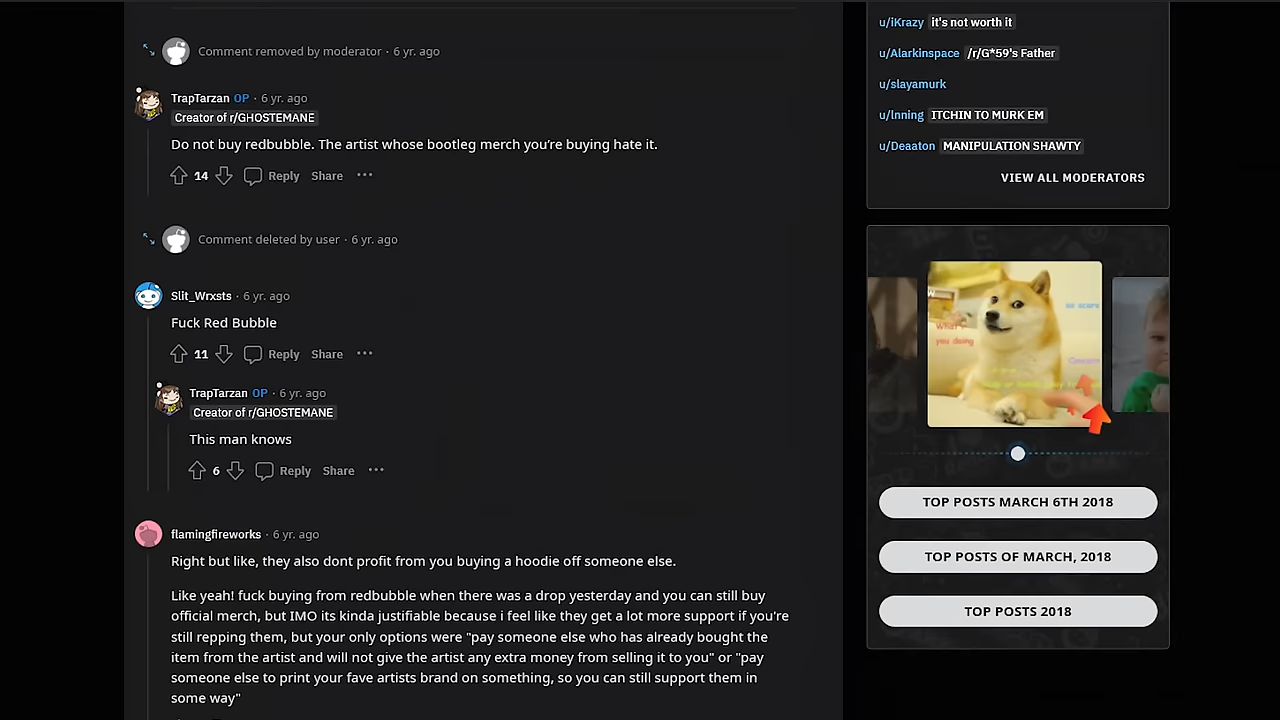 Comment removed by moderator · 6 yr. ago
TrapTarzan OP · 6 yr. ago
Creator of r/GHOSTEMANE
Do not buy redbubble. The artist whose bootleg merch you’re buying hate it.
14 Reply Share ···
Comment deleted by user · 6 yr. ago
Slit_Wrxsts · 6 yr. ago
Fuck Red Bubble
11 Reply Share ···
TrapTarzan OP · 6 yr. ago
Creator of r/GHOSTEMANE
This man knows
6 Reply Share ···
flamingfireworks · 6 yr. ago
Right but like, they also dont profit from you buying a hoodie off someone else.
Like yeah! fuck buying from redbubble when there was a drop yesterday and you can still buy
official merch, but IMO its kinda justifiable because i feel like they get a lot more support if you're
still repping them, but your only options were "pay someone else who has already bought the
item from the artist and will not give the artist any extra money from selling it to you" or "pay
someone else to print your fave artists brand on something, so you can still support them in
some way"
u/iKrazy it's not worth it
u/Alarkinspace /r/G*59's Father
u/slayamurk
u/Inning ITCHIN TO MURK EM
u/Deaaton MANIPULATION SHAWTY
VIEW ALL MODERATORS
you doing
TOP POSTS MARCH 6TH 2018
TOP POSTS OF MARCH, 2018
TOP POSTS 2018